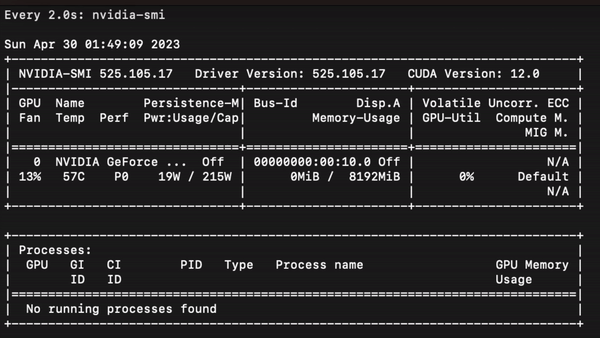 Every 2.0s: nvidia-smi
Sun Apr 30 01:49:09 2023
+-----------------------------------------------------------------------------+
| NVIDIA-SMI 525.105.17   Driver Version: 525.105.17   CUDA Version: 12.0     |
|-------------------------------+----------------------+----------------------+
| GPU  Name        Persistence-M| Bus-Id        Disp.A | Volatile Uncorr. ECC |
| Fan  Temp  Perf  Pwr:Usage/Cap|         Memory-Usage | GPU-Util  Compute M. |
|                               |                      |               MIG M. |
|===============================+======================+======================|
|   0  NVIDIA GeForce ...  Off  | 00000000:00:10.0 Off |                  N/A |
| 13%   57C    P0    19W / 215W |      0MiB /  8192MiB |      0%      Default |
|                               |                      |                  N/A |
+-------------------------------+----------------------+----------------------+
+-----------------------------------------------------------------------------+
| Processes:                                                                  |
|  GPU   GI   CI        PID   Type   Process name                  GPU Memory |
|        ID   ID                                                   Usage      |
|=============================================================================|
|  No running processes found                                                 |
+-----------------------------------------------------------------------------+